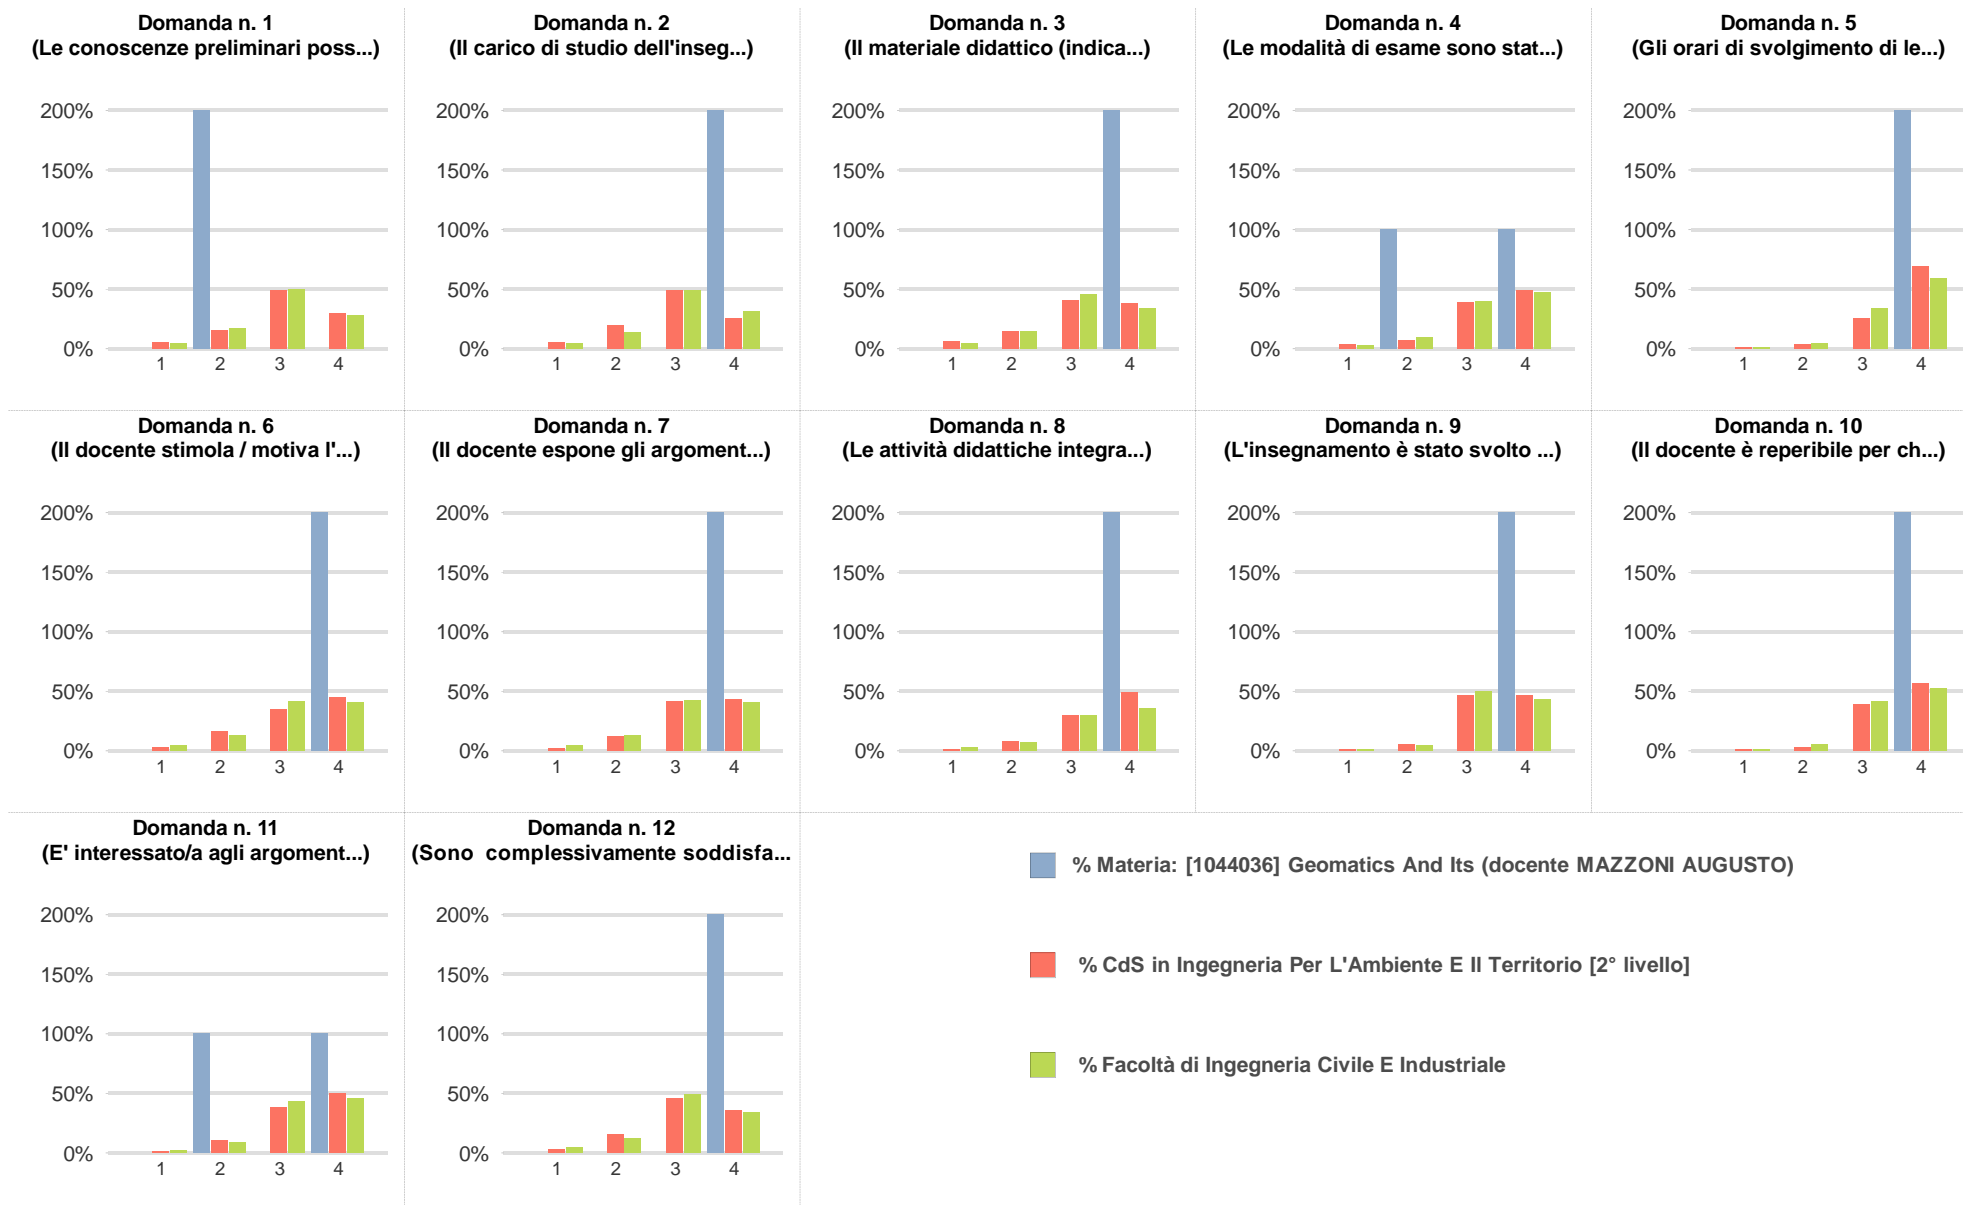 Domanda n. 1
(Le conoscenze preliminari poss...)
200%
150%
100%
50%
0%
1 2 3 4
Domanda n. 2
(Il carico di studio dell'inseg...)
200%
150%
100%
50%
0%
1 2 3 4
Domanda n. 3
(Il materiale didattico (indica...)
200%
150%
100%
50%
0%
1 2 3 4
Domanda n. 4
(Le modalità di esame sono stat...)
200%
150%
100%
50%
0%
1 2 3 4
Domanda n. 5
(Gli orari di svolgimento di le...)
200%
150%
100%
50%
0%
1 2 3 4
Domanda n. 6
(Il docente stimola / motiva l'...)
200%
150%
100%
50%
0%
1 2 3 4
Domanda n. 7
(Il docente espone gli argoment...)
200%
150%
100%
50%
0%
1 2 3 4
Domanda n. 8
(Le attività didattiche integra...)
200%
150%
100%
50%
0%
1 2 3 4
Domanda n. 9
(L'insegnamento è stato svolto ...)
200%
150%
100%
50%
0%
1 2 3 4
Domanda n. 10
(Il docente è reperibile per ch...)
200%
150%
100%
50%
0%
1 2 3 4
Domanda n. 11
(E' interessato/a agli argoment...)
200%
150%
100%
50%
0%
1 2 3 4
Domanda n. 12
(Sono complessivamente soddisfa...
200%
150%
100%
50%
0%
1 2 3 4
% Materia: [1044036] Geomatics And Its (docente MAZZONI AUGUSTO)
% CdS in Ingegneria Per L'Ambiente E Il Territorio [2° livello]
% Facoltà di Ingegneria Civile E Industriale